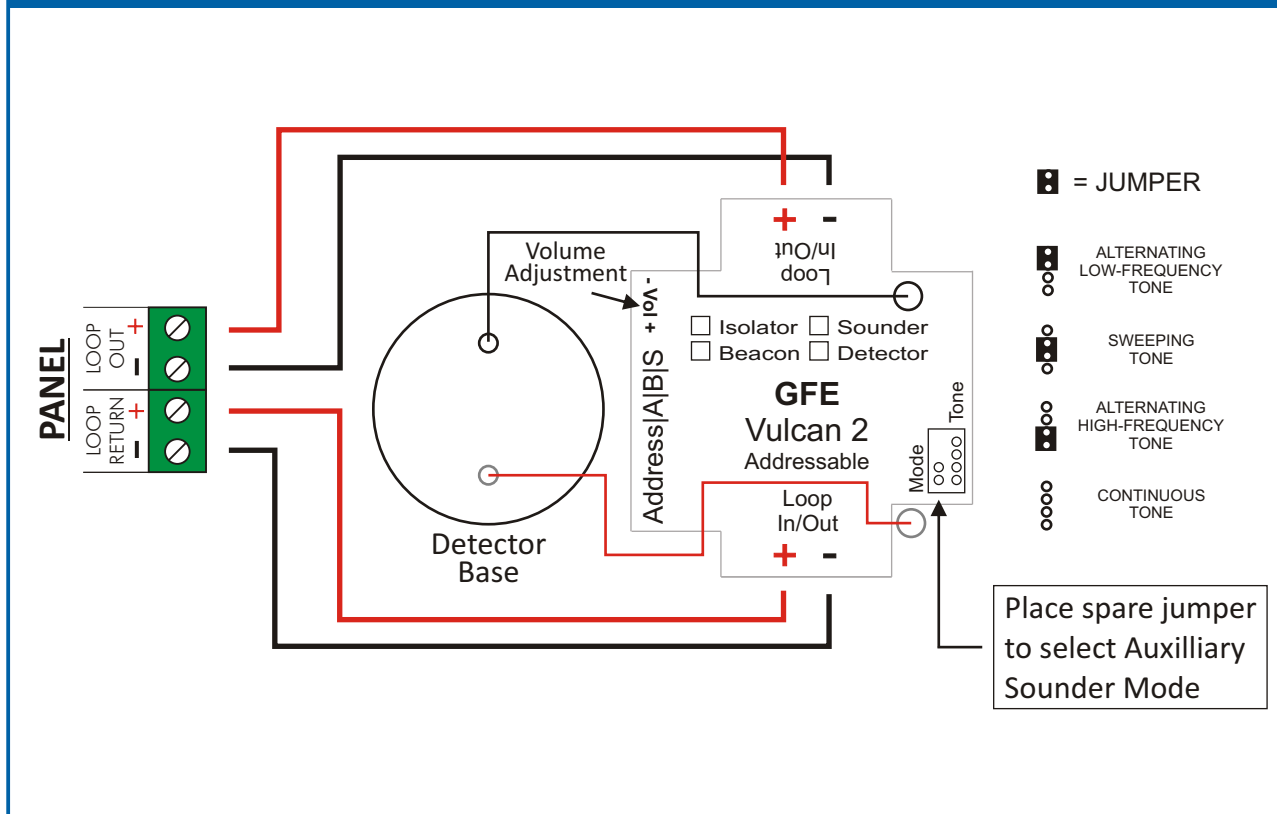 PANEL
LOOP
OUT
+
-
LOOP
RETURN
+
-
Volume
Adjustment
Detector
Base
+ -
Loop
In/Out
- Vol +
Address|A|B|S
Isolator Sounder
Beacon Detector
GFE
Vulcan 2
Addressable
Mode
Tone
Loop
In/Out
+ -
= JUMPER
ALTERNATING
LOW-FREQUENCY
TONE
SWEEPING
TONE
ALTERNATING
HIGH-FREQUENCY
TONE
CONTINUOUS
TONE
Place spare jumper
to select Auxilliary
Sounder Mode